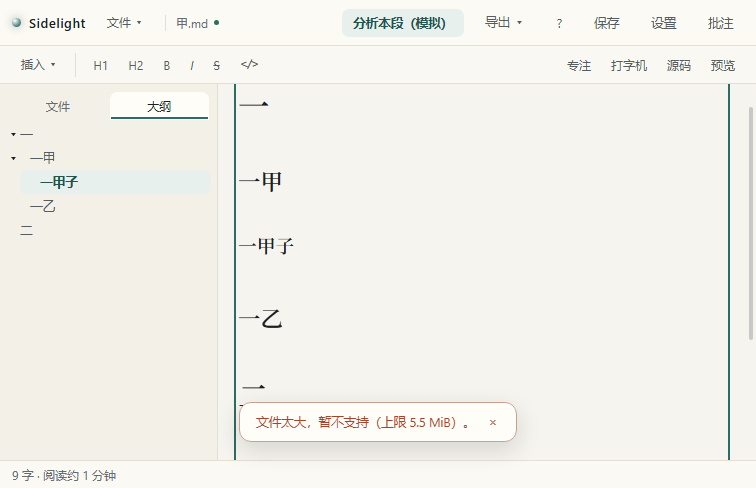 Sidelight 文件 ▾ 甲.md ● 分析本段（模拟） 导出 ▾ ? 保存 设置 批注
插入 ▾ H1 H2 B I S </> 专注 打字机 源码 预览
文件 大纲
▾ 一
▾ 一甲
一甲子
一乙
二
一
一甲
一甲子
一乙
文件太大，暂不支持（上限 5.5 MiB）。 ×
9 字 · 阅读约 1 分钟